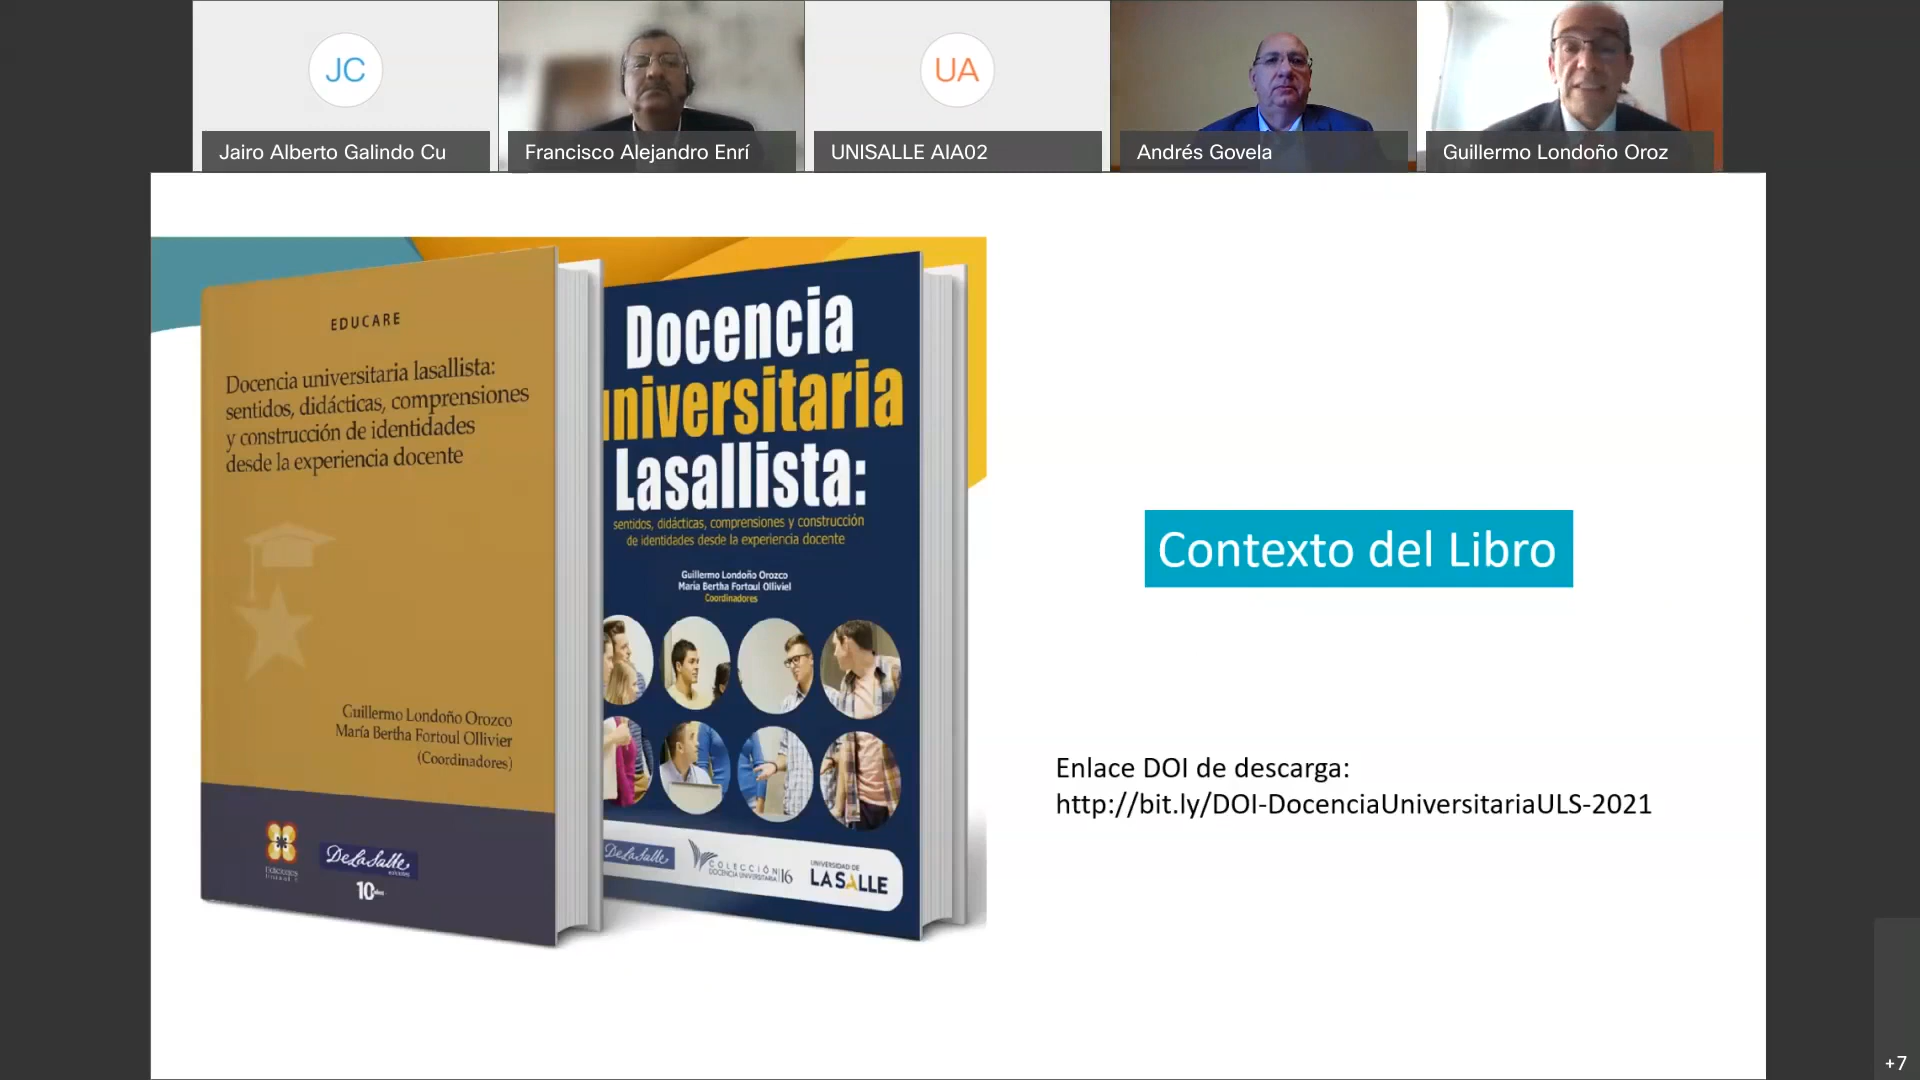 JC
Jairo Alberto Galindo Cu
Francisco Alejandro Enrí
UA
UNISALLE AIA02
Andrés Govela
Guillermo Londoño Oroz
EDUCARE
Docencia universitaria lasallista:
sentidos, didácticas, comprensiones
y construcción de identidades
desde la experiencia docente
Guillermo Londoño Orozco
María Bertha Fortoul Ollivier
(Coordinadores)
Ediciones
DeLaSalle
ediciones
10
Docencia
universitaria
Lasallista:
sentidos, didácticas, comprensiones y construcción
de identidades desde la experiencia docente
Guillermo Londoño Orozco
María Bertha Fortoul Olliviel
Coordinadores
DeLaSalle
COLECCIÓN
DOCENCIA UNIVERSITARIA 16
UNIVERSIDAD DE
LA SALLE
Contexto del Libro
Enlace DOI de descarga:
http://bit.ly/DOI-DocenciaUniversitariaULS-2021
+7